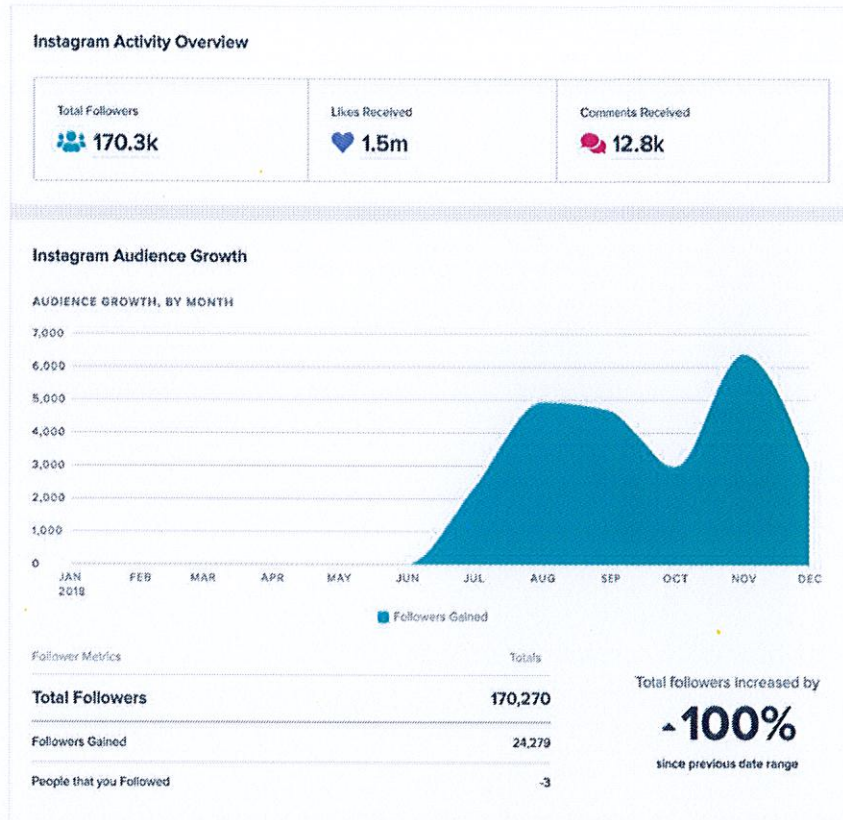 Instagram Activity Overview
Total Followers
170.3k
Likes Received
1.5m
Comments Received
12.8k
Instagram Audience Growth
AUDIENCE GROWTH, BY MONTH
7,000
6,000
5,000
4,000
3,000
2,000
1,000
0
JAN FEB MAR APR MAY JUN JUL AUG SEP OCT NOV DEC
2018
Followers Gained
Follower Metrics Totals
Total Followers 170,270
Followers Gained 24,279
People that you Followed -3
Total followers increased by
100%
since previous date range